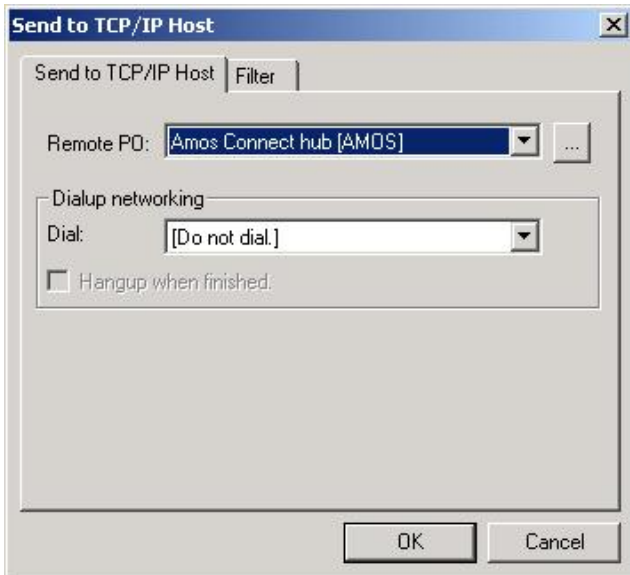 Send to TCP/IP Host
Send to TCP/IP Host Filter
Remote PO: Amos Connect hub [AMOS] ...
Dialup networking
Dial: [Do not dial.]
Hangup when finished.
OK Cancel